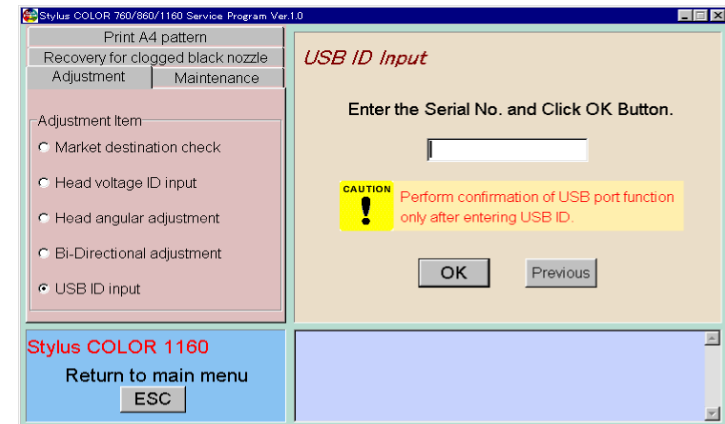 Stylus COLOR 760/860/1160 Service Program Ver.1.0
Print A4 pattern
Recovery for clogged black nozzle
Adjustment
Maintenance
Adjustment Item
Market destination check
Head voltage ID input
Head angular adjustment
Bi-Directional adjustment
USB ID input
USB ID Input
Enter the Serial No. and Click OK Button.
CAUTION
!
Perform confirmation of USB port function
only after entering USB ID.
OK
Previous
Stylus COLOR 1160
Return to main menu
ESC